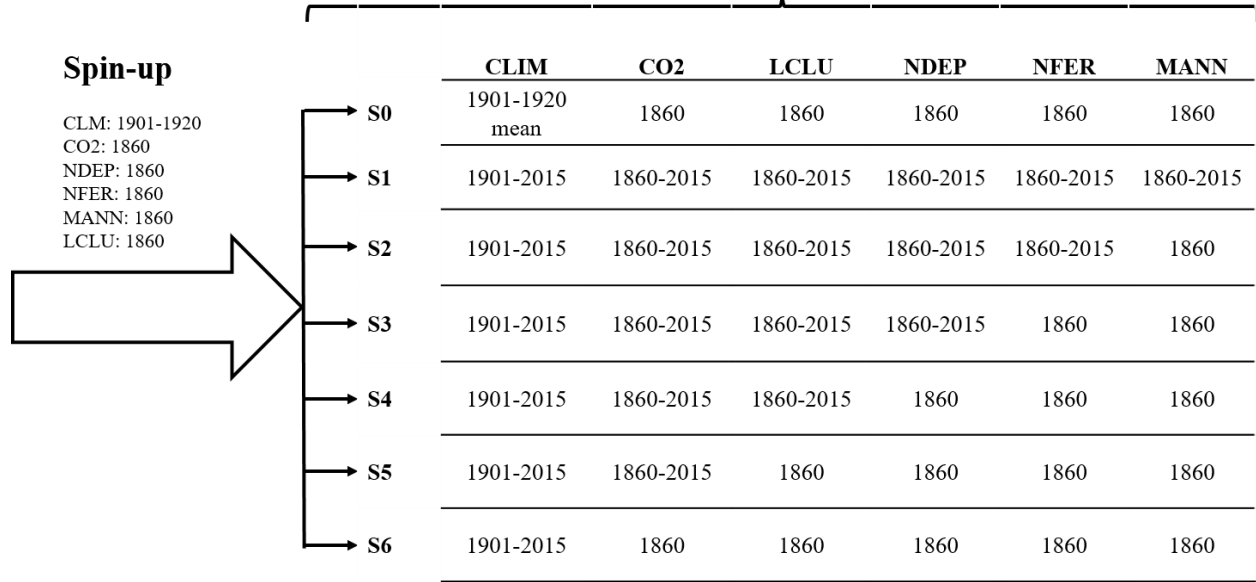 Spin-up
CLM: 1901-1920
CO2: 1860
NDEP: 1860
NFER: 1860
MANN: 1860
LCLU: 1860
CLIM CO2 LCLU NDEP NFER MANN
S0 1901-1920 mean 1860 1860 1860 1860 1860
S1 1901-2015 1860-2015 1860-2015 1860-2015 1860-2015 1860-2015
S2 1901-2015 1860-2015 1860-2015 1860-2015 1860-2015 1860
S3 1901-2015 1860-2015 1860-2015 1860-2015 1860 1860
S4 1901-2015 1860-2015 1860-2015 1860 1860 1860
S5 1901-2015 1860-2015 1860 1860 1860 1860
S6 1901-2015 1860 1860 1860 1860 1860